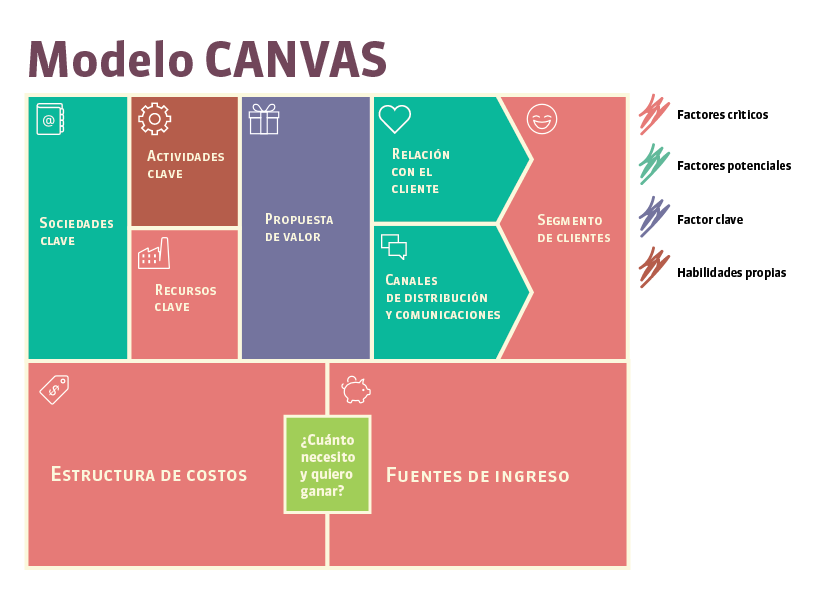 Modelo CANVAS
Sociedades
clave
Actividades
clave
Recursos
clave
Propuesta
de valor
Relación
con el
cliente
Canales
de distribución
y comunicaciones
Segmento
de clientes
Estructura de costos
¿Cuánto
necesito
y quiero
ganar?
Fuentes de ingreso
Factores crìticos
Factores potenciales
Factor clave
Habilidades propias
@
$